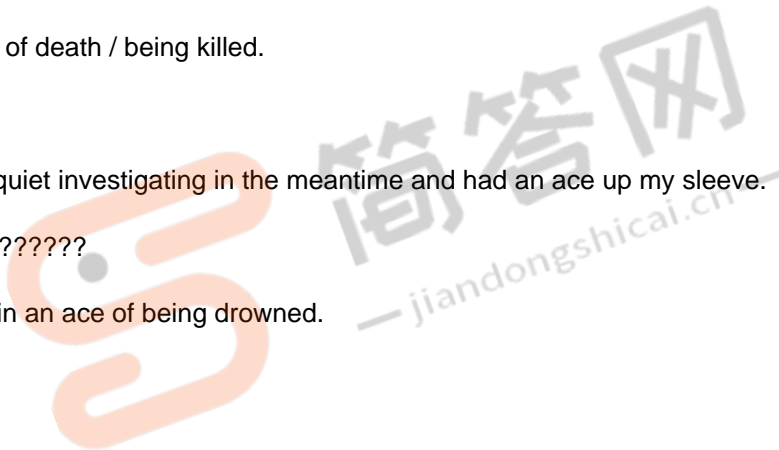 of death / being killed.
quiet investigating in the meantime and had an ace up my sleeve.
??????
in an ace of being drowned.
简答网
jiandongshicai.cn